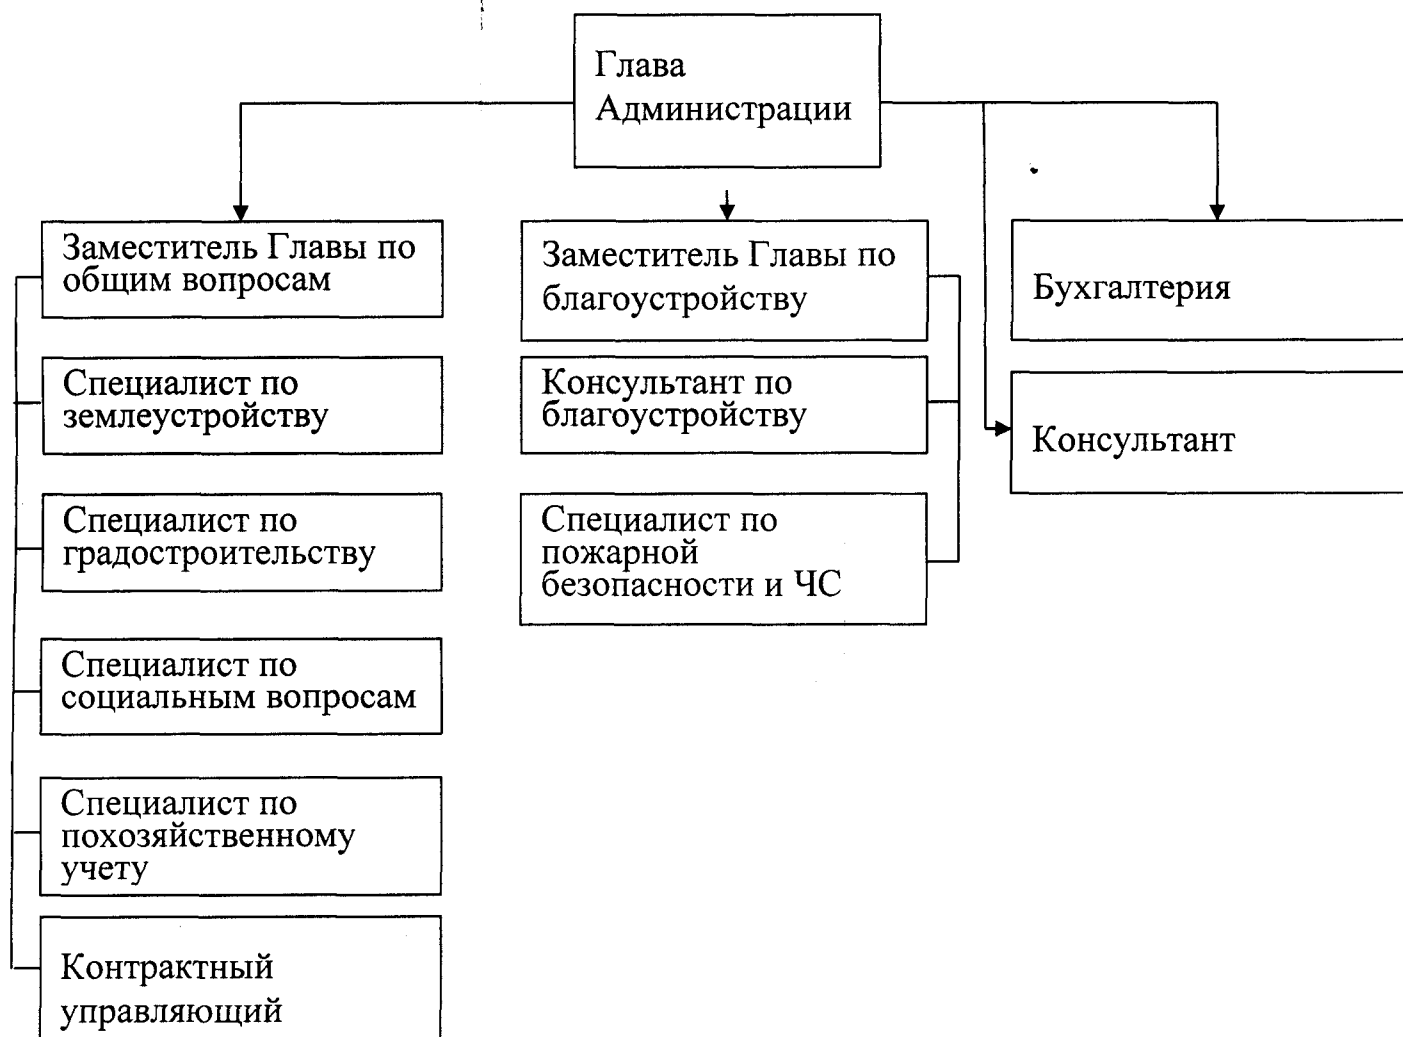 Глава
Администрации
Заместитель Главы по
общим вопросам
Специалист по
землеустройству
Специалист по
градостроительству
Специалист по
социальным вопросам
Специалист по
похозяйственному
учету
Контрактный
управляющий
Заместитель Главы по
благоустройству
Консультант по
благоустройству
Специалист по
пожарной
безопасности и ЧС
Бухгалтерия
Консультант